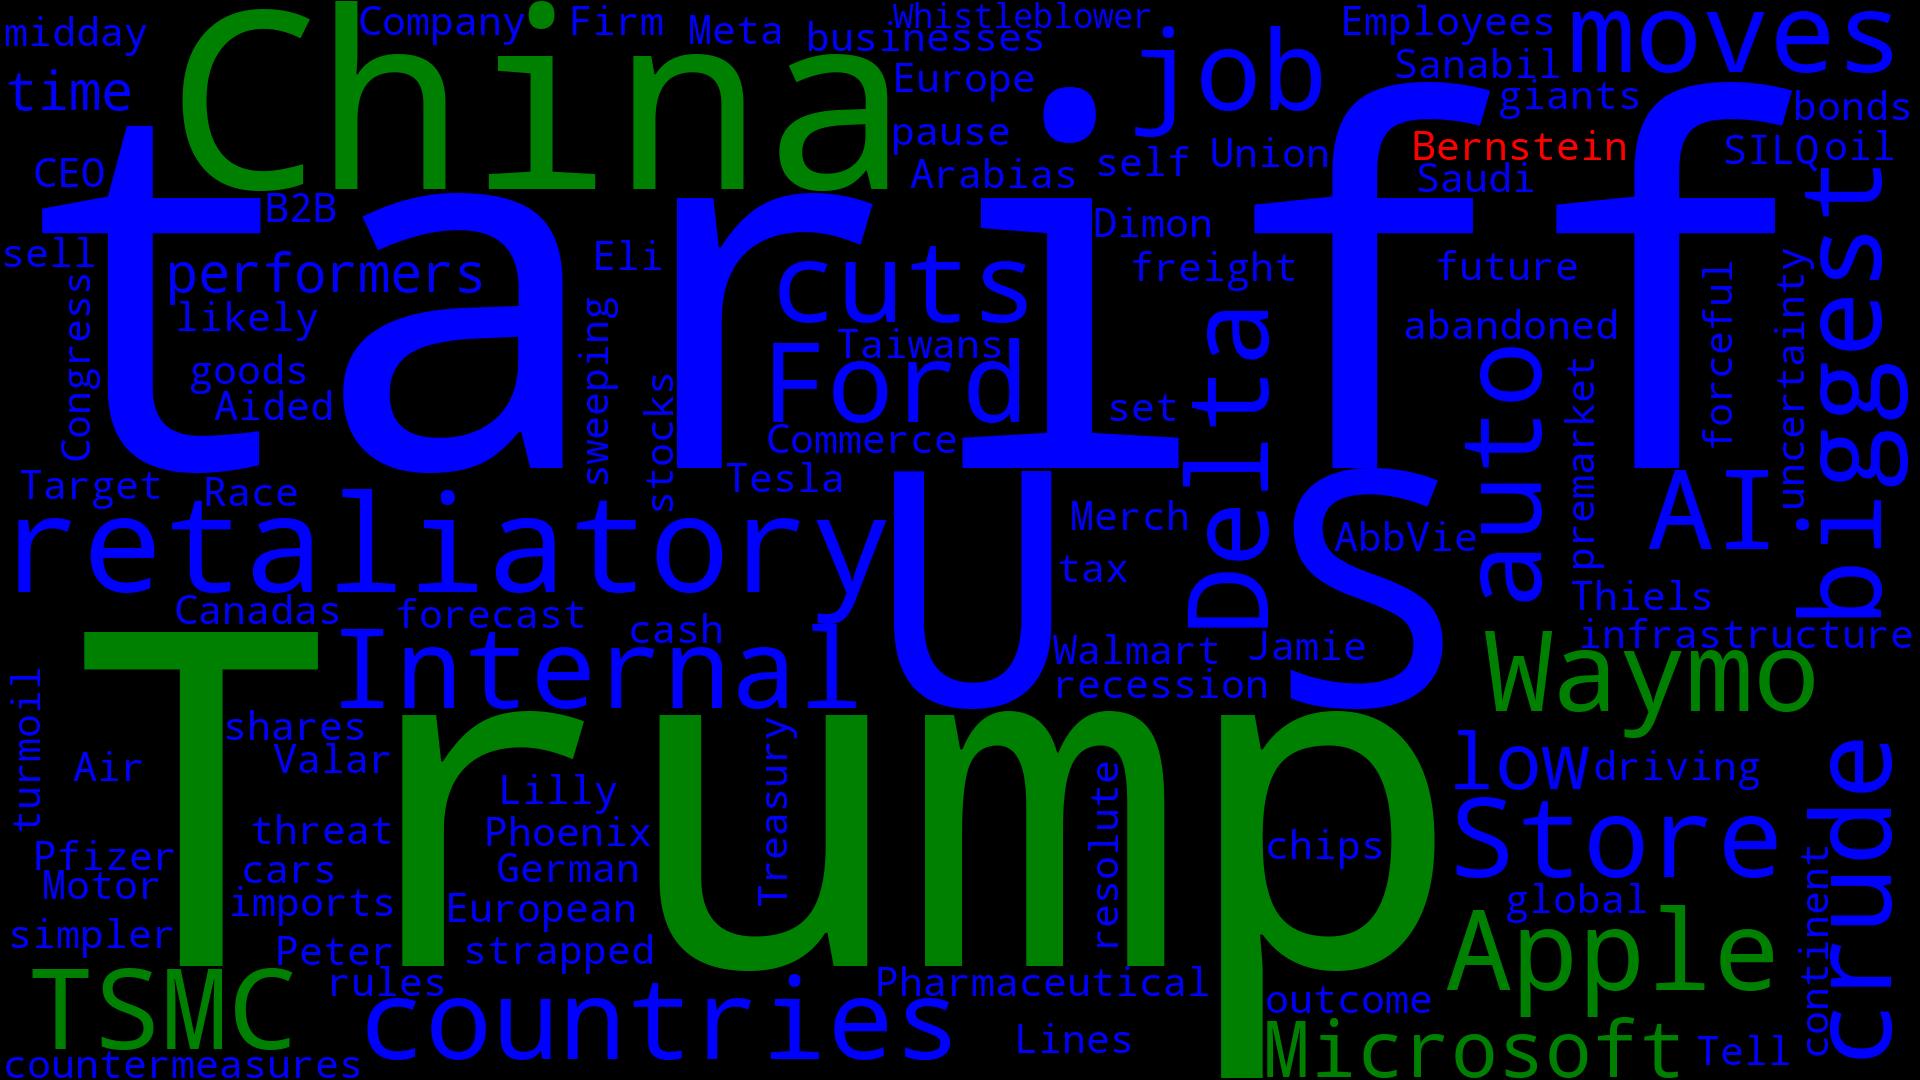 midday
China
Company
Firm
Meta
businesses
Whistleblower
job
Employees
moves
time
Europe
Sanabil
giants
bonds
pause
Arabias
self
Union
Bernstein
Saudi
SILQ
oil
CEO
tariff
B2B
Dimon
biggest
sell
performers
Eli
cuts
freight
future
uncertainty
Congress
likely
sweeping
Taiwans
Delta
abandoned
forceful
goods
Aided
stocks
Ford
set
auto
premarket
Commerce
Target
Race
Tesla
AI
retaliatory
US
Merch
AbbVie
tax
Canadas
forecast
cash
Thiels
infrastructure
Trump
Internal
Walmart
Jamie
Waymo
recession
turmoil
shares
Treasury
Air
Valar
low
driving
crude
Lilly
resolute
Store
threat
Phoenix
chips
Pfizer
cars
German
Motor
imports
European
global
continent
simpler
Peter
strapped
Apple
TSMC
rules
countries
Pharmaceutical
outcome
Lines
Microsoft
Tell
countermeasures